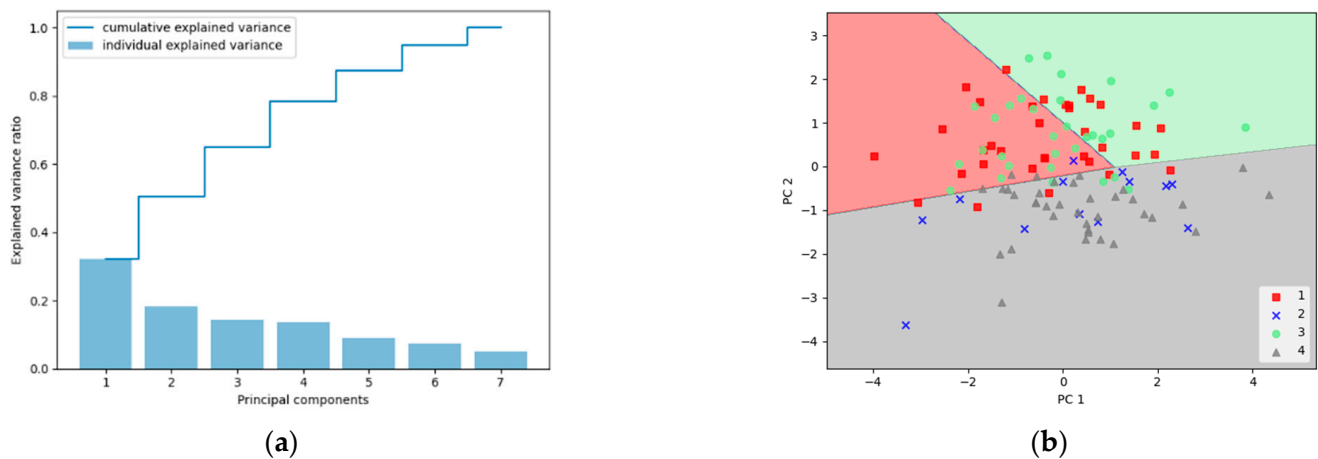 cumulative explained variance
individual explained variance
1.0
0.8
0.6
0.4
0.2
0.0
Explained variance ratio
1 2 3 4 5 6 7
Principal components
(a)
3
2
1
0
−1
−2
−3
−4
PC 2
1
2
3
4
−4 −2 0 2 4
PC 1
(b)